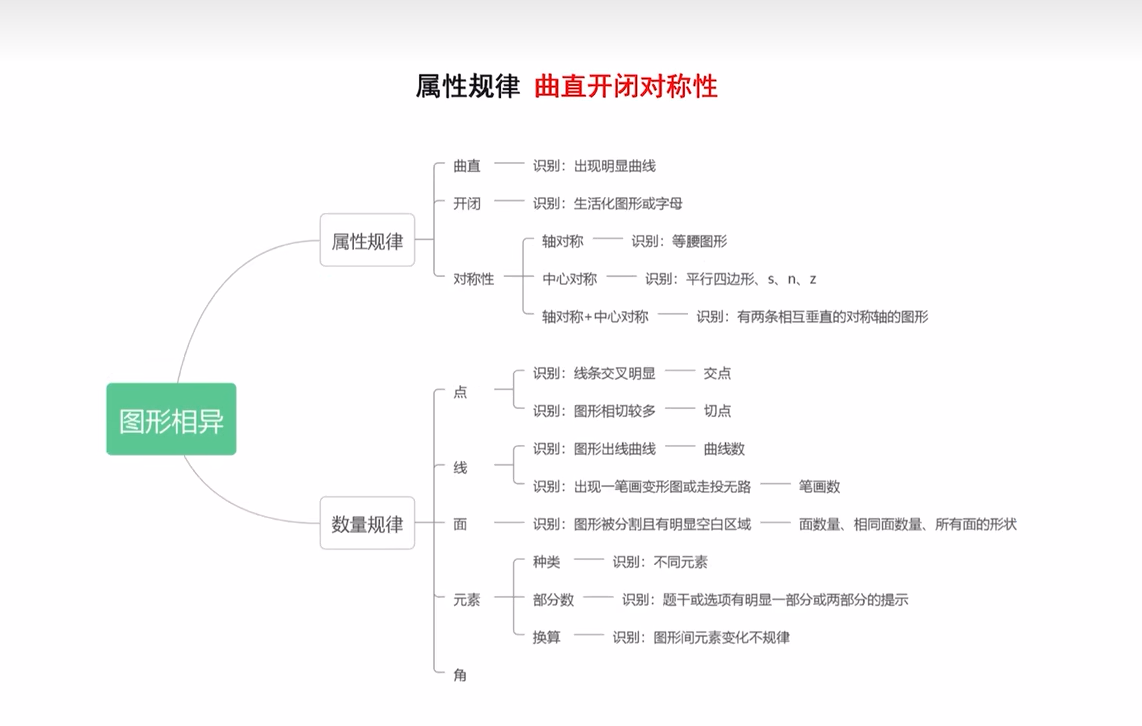 属性规律 曲直开闭对称性
曲直 识别：出现明显曲线
开闭 识别：生活化图形或字母
属性规律
对称性
轴对称 识别：等腰图形
中心对称 识别：平行四边形、s、n、z
轴对称+中心对称 识别：有两条相互垂直的对称轴的图形
图形相异
数量规律
点
识别：线条交叉明显 交点
识别：图形相切较多 切点
线
识别：图形出线曲线 曲线数
识别：出现一笔画变形图或走投无路 笔画数
面 识别：图形被分割且有明显空白区域 面数量、相同面数量、所有面的形状
元素
种类 识别：不同元素
部分数 识别：题干或选项有明显一部分或两部分的提示
换算 识别：图形间元素变化不规律
角